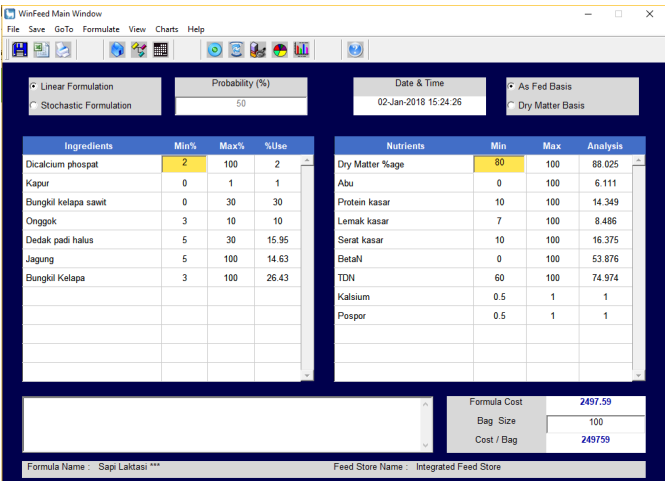 WinFeed Main Window
File Save GoTo Formulate View Charts Help
Linear Formulation
Stochastic Formulation
Probability (%)
50
Date & Time
02-Jan-2018 15:24:26
As Fed Basis
Dry Matter Basis
Ingredients Min% Max% %Use
Dicalcium phospat 2 100 2
Kapur 0 1 1
Bungkil kelapa sawit 0 30 30
Onggok 3 10 10
Dedak padi halus 5 30 15.95
Jagung 5 100 14.63
Bungkil Kelapa 3 100 26.43
Nutrients Min Max Analysis
Dry Matter %age 80 100 88.025
Abu 0 100 6.111
Protein kasar 10 100 14.349
Lemak kasar 7 100 8.486
Serat kasar 10 100 16.375
BetaN 0 100 53.876
TDN 60 100 74.974
Kalsium 0.5 1 1
Pospor 0.5 1 1
Formula Cost 2497.59
Bag Size 100
Cost / Bag 249759
Formula Name : Sapi Laktasi *** Feed Store Name : Integrated Feed Store